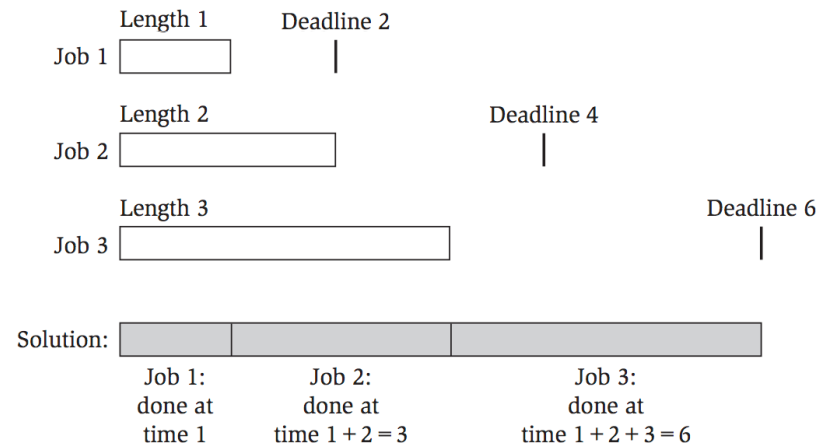 Length 1
Deadline 2
Job 1
Length 2
Deadline 4
Job 2
Length 3
Deadline 6
Job 3
Solution:
Job 1:
done at
time 1
Job 2:
done at
time 1 + 2 = 3
Job 3:
done at
time 1 + 2 + 3 = 6